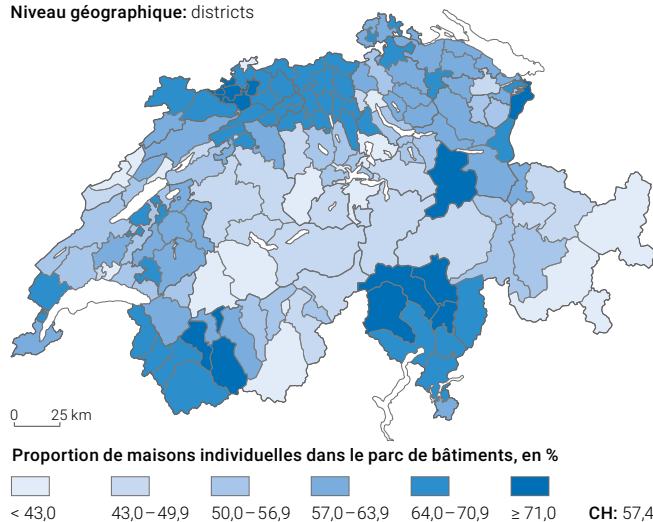 Niveau géographique: districts
0 25 km
Proportion de maisons individuelles dans le parc de bâtiments, en %
< 43,0 43,0–49,9 50,0–56,9 57,0–63,9 64,0–70,9 ≥ 71,0 CH: 57,4